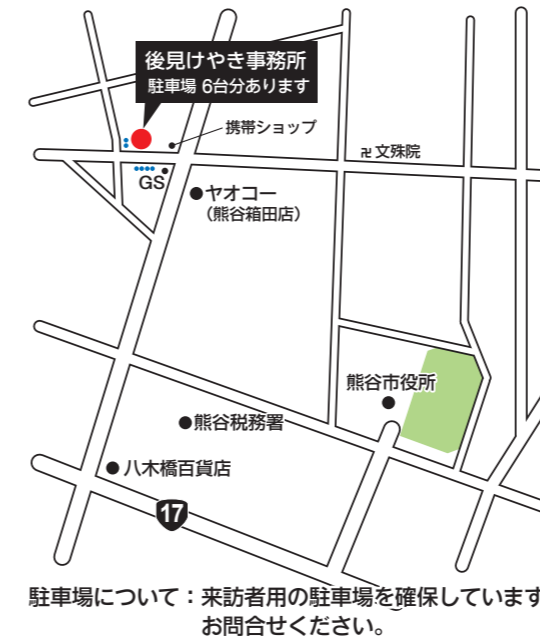 後見けやき事務所
駐車場 6台分あります
携帯ショップ
卍文殊院
GS
ヤオコー
（熊谷箱田店）
熊谷市役所
熊谷税務署
八木橋百貨店
17
駐車場について：来訪者用の駐車場を確保しています
お問合せください。